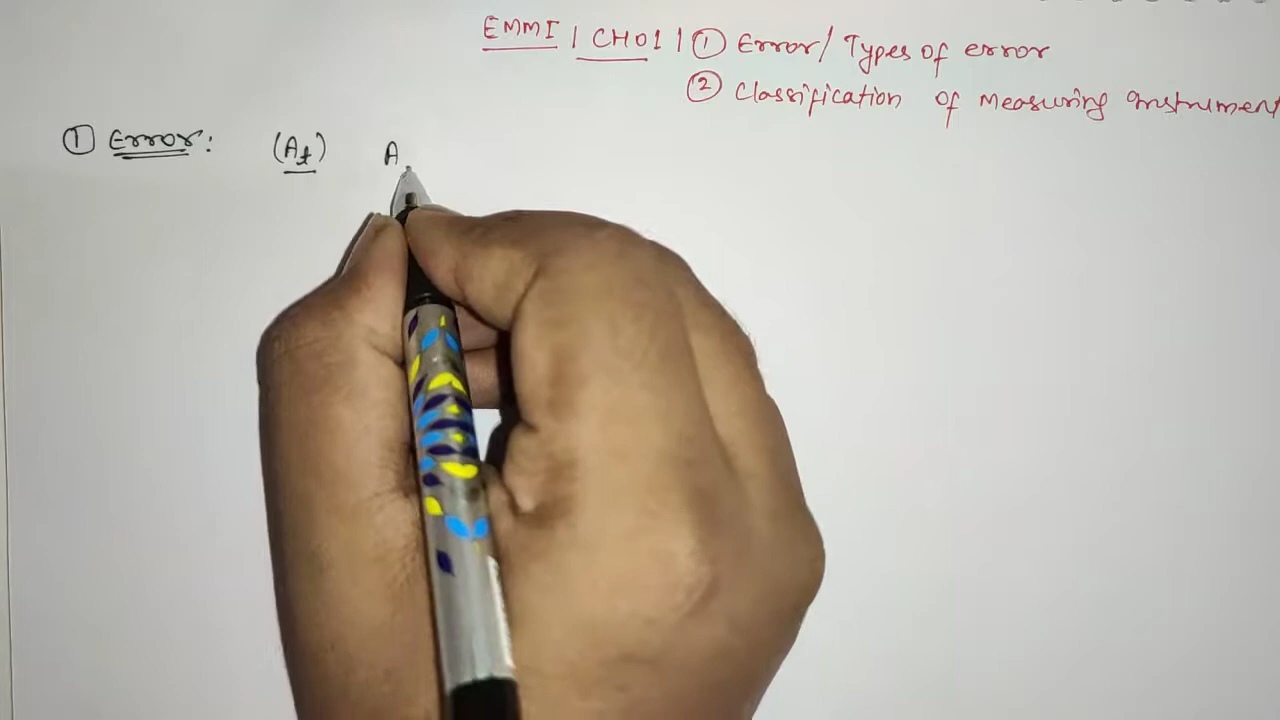 EMMI | CH01 | ① Error/ Types of error
② Classification of Measuring Instrument
① Error: (At) A